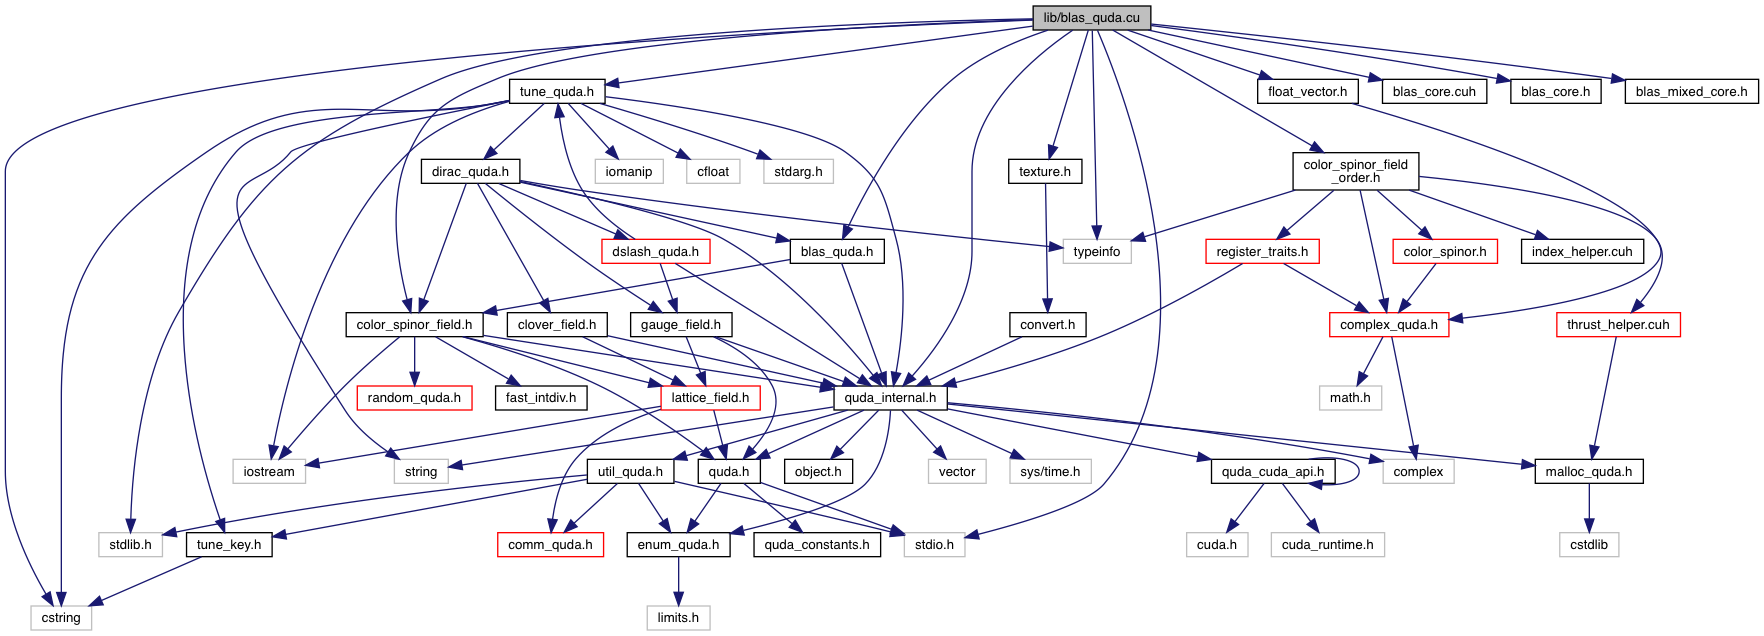 lib/blas_quda.cu
tune_quda.h
float_vector.h
blas_core.cuh
blas_core.h
blas_mixed_core.h
dirac_quda.h
iomanip
cfloat
stdarg.h
texture.h
color_spinor_field
_order.h
dslash_quda.h
blas_quda.h
typeinfo
register_traits.h
color_spinor.h
index_helper.cuh
color_spinor_field.h
clover_field.h
gauge_field.h
convert.h
complex_quda.h
thrust_helper.cuh
random_quda.h
fast_intdiv.h
lattice_field.h
quda_internal.h
math.h
iostream
string
util_quda.h
quda.h
object.h
vector
sys/time.h
quda_cuda_api.h
complex
malloc_quda.h
stdlib.h
tune_key.h
comm_quda.h
enum_quda.h
quda_constants.h
stdio.h
cuda.h
cuda_runtime.h
cstdlib
cstring
limits.h